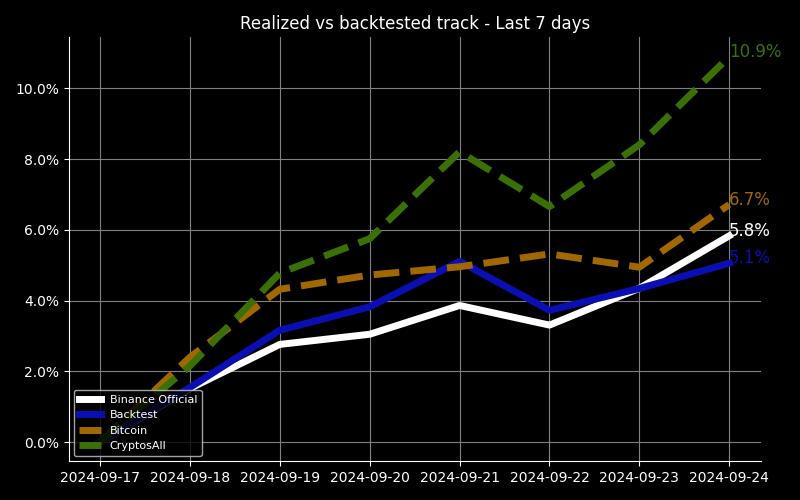 Realized vs backtested track - Last 7 days
10.9%
10.0%
8.0%
6.7%
6.0%
5.8%
5.1%
4.0%
2.0%
0.0%
Binance Official
Backtest
Bitcoin
CryptosAll
2024-09-17 2024-09-18 2024-09-19 2024-09-20 2024-09-21 2024-09-22 2024-09-23 2024-09-24